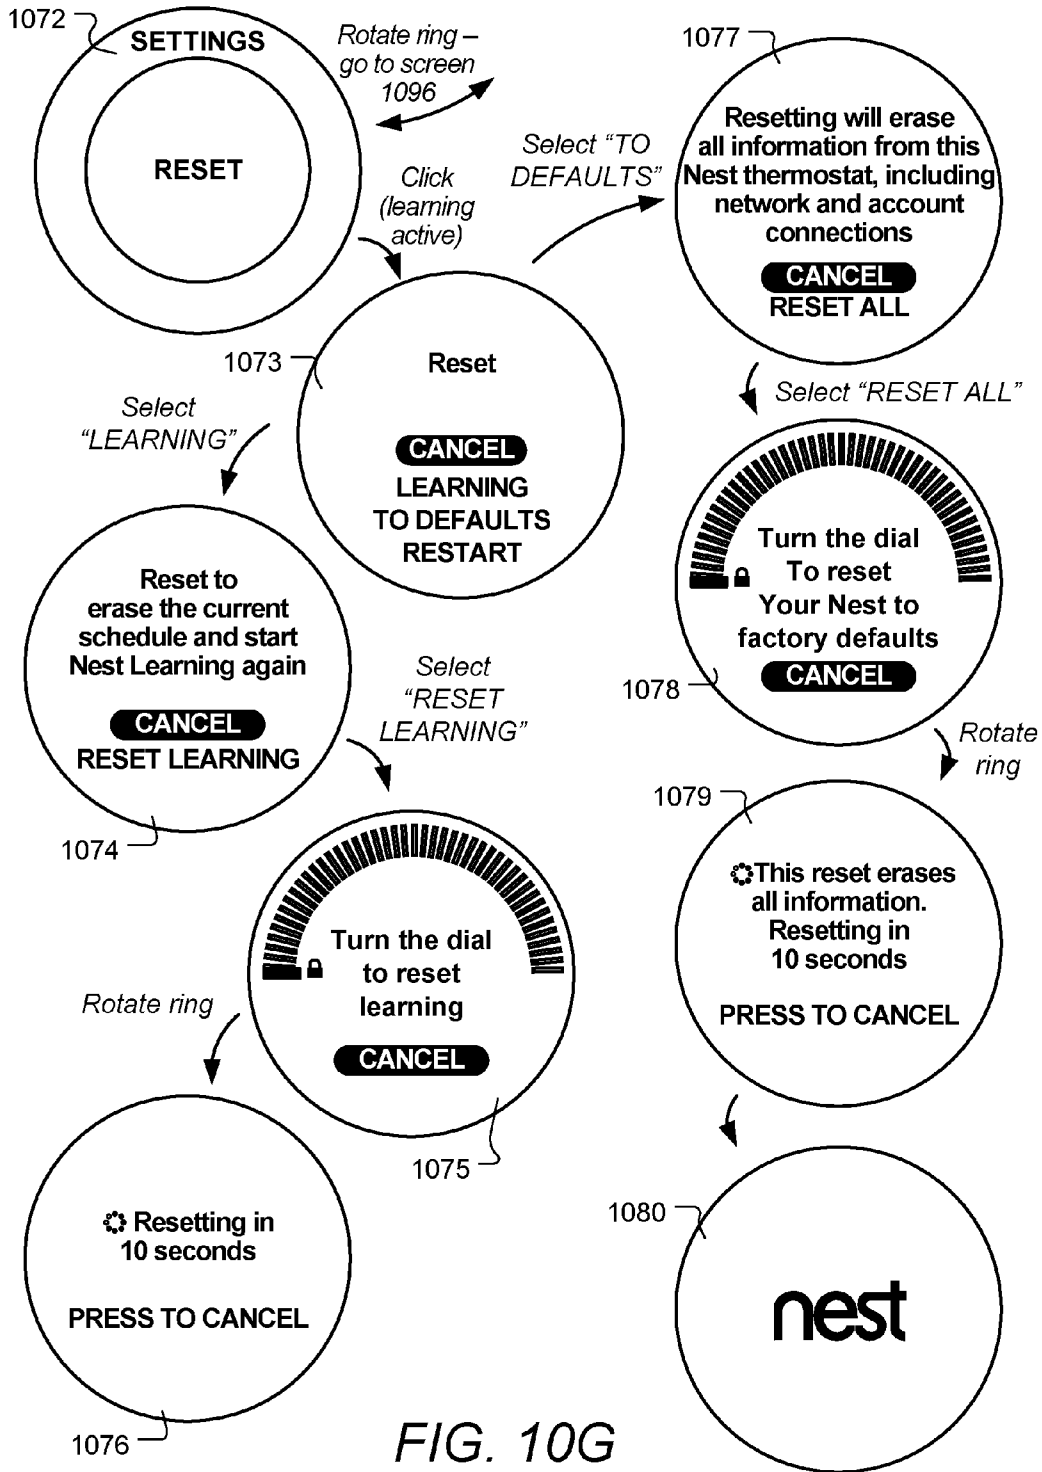 1072
SETTINGS
RESET
Rotate ring –
go to screen
1096
Click
(learning
active)
1073
Reset
CANCEL
LEARNING
TO DEFAULTS
RESTART
Select
"LEARNING"
Reset to
erase the current
schedule and start
Nest Learning again
CANCEL
RESET LEARNING
1074
Select
"RESET
LEARNING"
Turn the dial
to reset
learning
CANCEL
1075
Rotate ring
Resetting in
10 seconds
PRESS TO CANCEL
1076
Select "TO
DEFAULTS"
1077
Resetting will erase
all information from this
Nest thermostat, including
network and account
connections
CANCEL
RESET ALL
Select "RESET ALL"
Turn the dial
To reset
Your Nest to
factory defaults
CANCEL
1078
Rotate
ring
1079
This reset erases
all information.
Resetting in
10 seconds
PRESS TO CANCEL
1080
nest
FIG. 10G